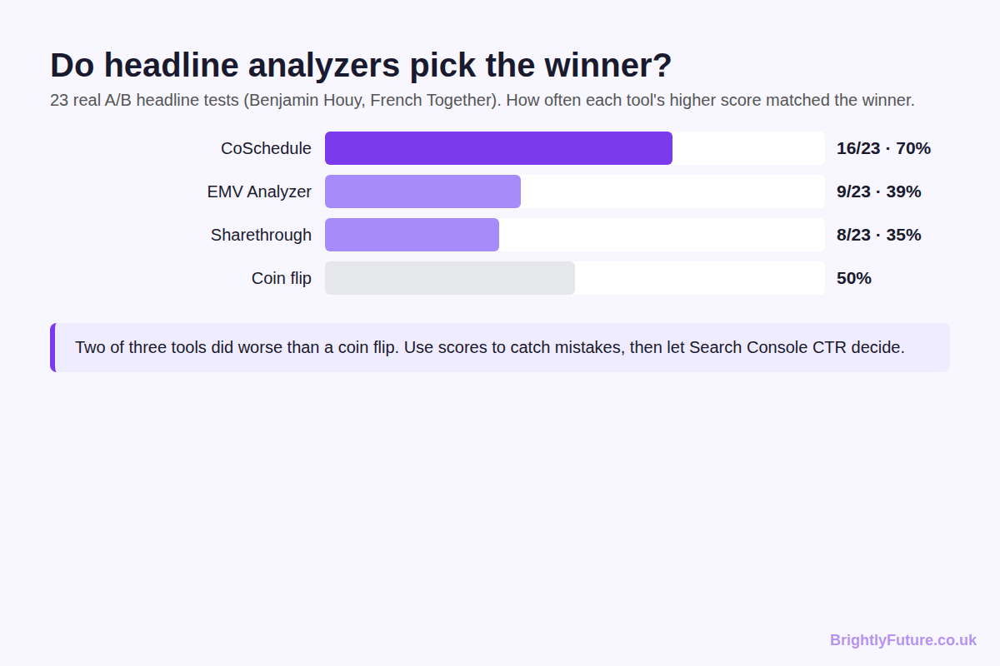 Do headline analyzers pick the winner?
23 real A/B headline tests (Benjamin Houy, French Together). How often each tool's higher score matched the winner.
CoSchedule 16/23 · 70%
EMV Analyzer 9/23 · 39%
Sharethrough 8/23 · 35%
Coin flip 50%
Two of three tools did worse than a coin flip. Use scores to catch mistakes, then let Search Console CTR decide.
BrightlyFuture.co.uk